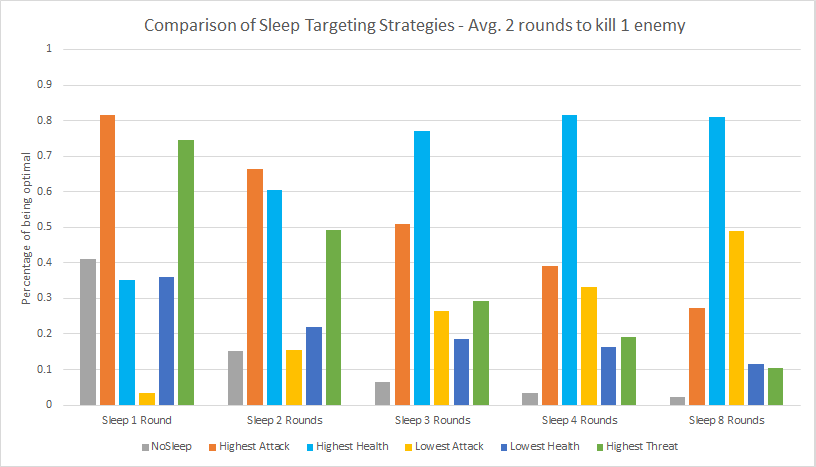 Comparison of Sleep Targeting Strategies - Avg. 2 rounds to kill 1 enemy
1
0.9
0.8
0.7
0.6
0.5
0.4
0.3
0.2
0.1
0
Percentage of being optimal
Sleep 1 Round
Sleep 2 Rounds
Sleep 3 Rounds
Sleep 4 Rounds
Sleep 8 Rounds
NoSleep
Highest Attack
Highest Health
Lowest Attack
Lowest Health
Highest Threat